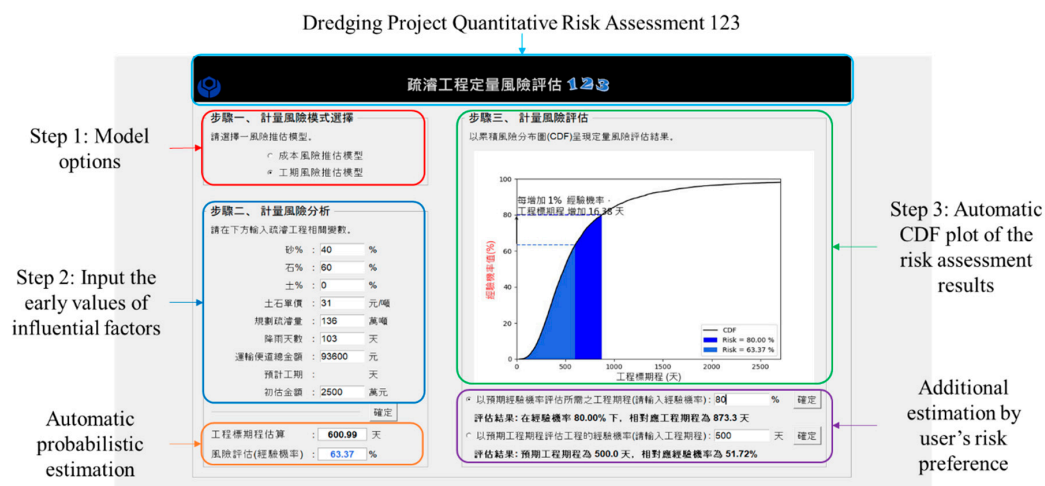 Dredging Project Quantitative Risk Assessment 123
疏濬工程定量風險評估 123
Step 1: Model
options
步驟一、 計量風險模式選擇
請選擇一風險推估模型。
成本風險推估模型
工期風險推估模型
Step 2: Input the
early values of
influential factors
步驟二、 計量風險分析
請在下方輸入疏濬工程相關變數。
砂% : 40 %
石% : 60 %
土% : 0 %
土石單價 : 31 元/噸
規劃疏濬量 : 136 萬噸
降雨天數 : 103 天
運輸便道總金額 : 93600 元
預計工期 : 天
初估金額 : 2500 萬元
確定
Automatic
probabilistic
estimation
工程標期程估算 : 600.99 天
風險評估(經驗機率) : 63.37 %
步驟三、 計量風險評估
以累積風險分布圖(CDF)呈現定量風險評估結果。
每增加 1% 經驗機率,
工程標期程 增加 16.38 天
經驗機率值(%)
100
80
60
40
20
0
0 500 1000 1500 2000 2500
工程標期程 (天)
CDF
Risk = 80.00 %
Risk = 63.37 %
Step 3: Automatic
CDF plot of the
risk assessment
results
以預期經驗機率評估所需之工程期程(請輸入經驗機率): 80 % 確定
評估結果: 在經驗機率 80.00% 下, 相對應工程期程為 873.3 天
以預期工程期程評估工程的經驗機率(請輸入工程期程): 500 天 確定
評估結果: 預期工程期程為 500.0 天, 相對應經驗機率為 51.72%
Additional
estimation by
user's risk
preference